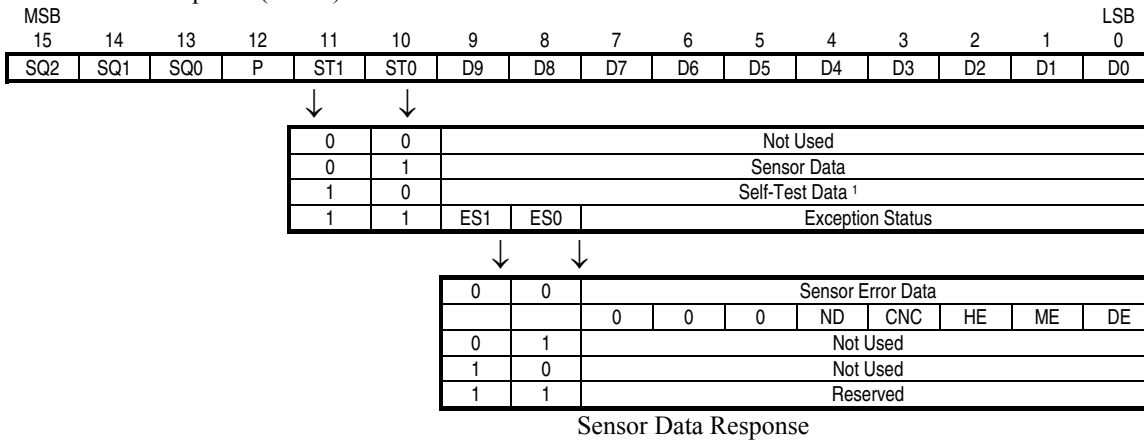 MSB LSB
15 14 13 12 11 10 9 8 7 6 5 4 3 2 1 0
SQ2 SQ1 SQ0 P ST1 ST0 D9 D8 D7 D6 D5 D4 D3 D2 D1 D0
↓ ↓
0 0 Not Used
0 1 Sensor Data
1 0 Self-Test Data ¹
1 1 ES1 ES0 Exception Status
↓ ↓
0 0 Sensor Error Data
0 0 0 ND CNC HE ME DE
0 1 Not Used
1 0 Not Used
1 1 Reserved
Sensor Data Response